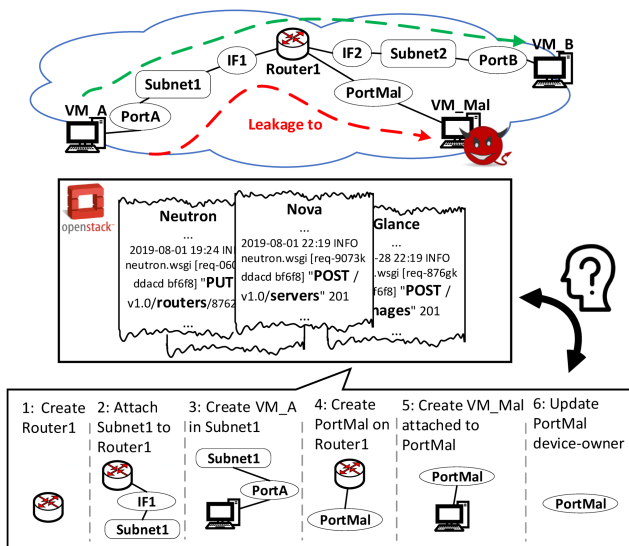 VM_B
IF1
IF2
Subnet2
Router1
PortB
Subnet1
PortMal
VM_A
PortA
VM_Mal
Leakage to
openstack™
Neutron
...
2019-08-01 19:24 INF
neutron.wsgi [req-060
ddacd bf6f8] "PUT
v1.0/routers/8762
...
Nova
...
2019-08-01 22:19 INFO
neutron.wsgi [req-9073k
ddacd bf6f8] "POST /
v1.0/servers" 201
...
Glance
...
-28 22:19 INFO
.wsgi [req-876gk
f6f8] "POST /
nages" 201
...
1: Create
Router1
2: Attach
Subnet1 to
Router1
IF1
Subnet1
3: Create VM_A
in Subnet1
Subnet1
PortA
4: Create
PortMal on
Router1
PortMal
5: Create VM_Mal
attached to
PortMal
PortMal
6: Update
PortMal
device-owner
PortMal